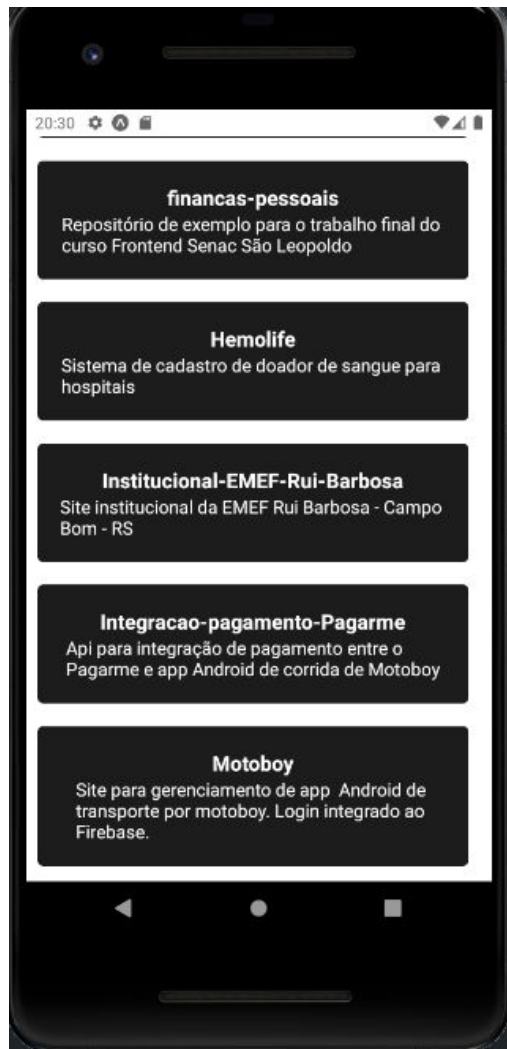 20:30
financas-pessoais
Repositório de exemplo para o trabalho final do
curso Frontend Senac São Leopoldo
Hemolife
Sistema de cadastro de doador de sangue para
hospitais
Institucional-EMEF-Rui-Barbosa
Site institucional da EMEF Rui Barbosa - Campo
Bom - RS
Integracao-pagamento-Pagarme
Api para integração de pagamento entre o
Pagarme e app Android de corrida de Motoboy
Motoboy
Site para gerenciamento de app  Android de
transporte por motoboy. Login integrado ao
Firebase.